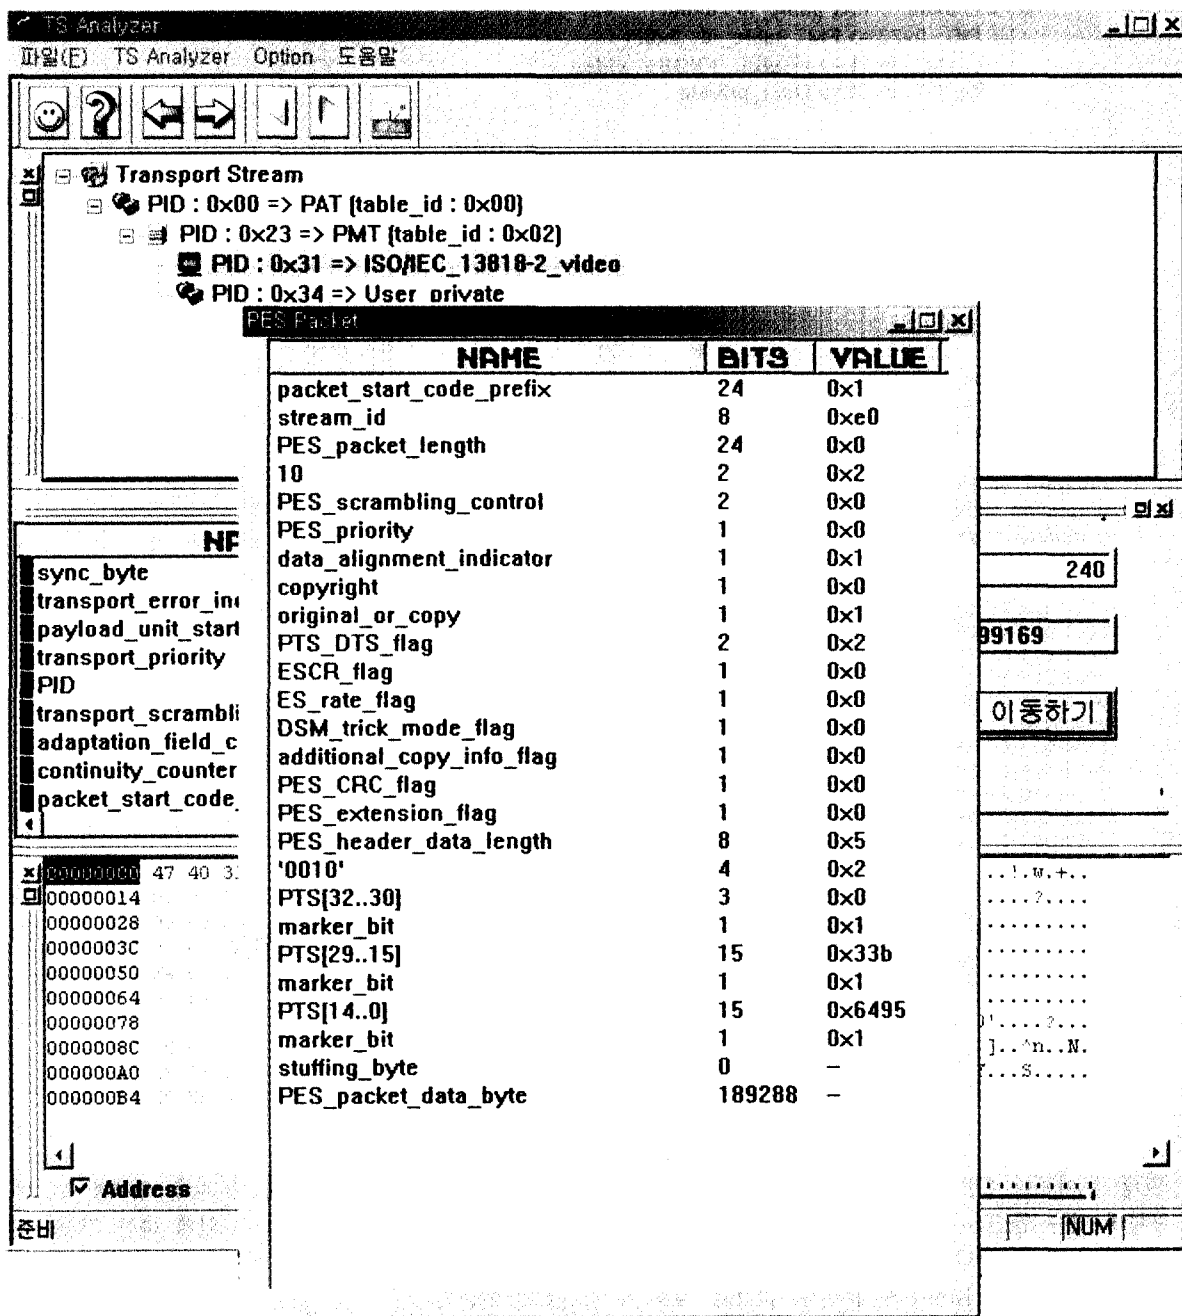 TS Analyzer
파일(F) TS Analyzer Option 도움말
Transport Stream
PID : 0x00 => PAT (table_id : 0x00)
PID : 0x23 => PMT (table_id : 0x02)
PID : 0x31 => ISO/IEC_13818-2_video
PID : 0x34 => User_private
PES Packet
NAME BITS VALUE
packet_start_code_prefix 24 0x1
stream_id 8 0xe0
PES_packet_length 24 0x0
10 2 0x2
PES_scrambling_control 2 0x0
PES_priority 1 0x0
data_alignment_indicator 1 0x1
copyright 1 0x0
original_or_copy 1 0x1
PTS_DTS_flag 2 0x2
ESCR_flag 1 0x0
ES_rate_flag 1 0x0
DSM_trick_mode_flag 1 0x0
additional_copy_info_flag 1 0x0
PES_CRC_flag 1 0x0
PES_extension_flag 1 0x0
PES_header_data_length 8 0x5
'0010' 4 0x2
PTS[32..30] 3 0x0
marker_bit 1 0x1
PTS[29..15] 15 0x33b
marker_bit 1 0x1
PTS[14..0] 15 0x6495
marker_bit 1 0x1
stuffing_byte 0 –
PES_packet_data_byte 189288 –
sync_byte
transport_error_in
payload_unit_start
transport_priority
PID
transport_scrambli
adaptation_field_c
continuity_counter
packet_start_code_
240
99169
이동하기
00000000 47 40
00000014
00000028
0000003C
00000050
00000064
00000078
0000008C
000000A0
000000B4
Address
준비 NUM